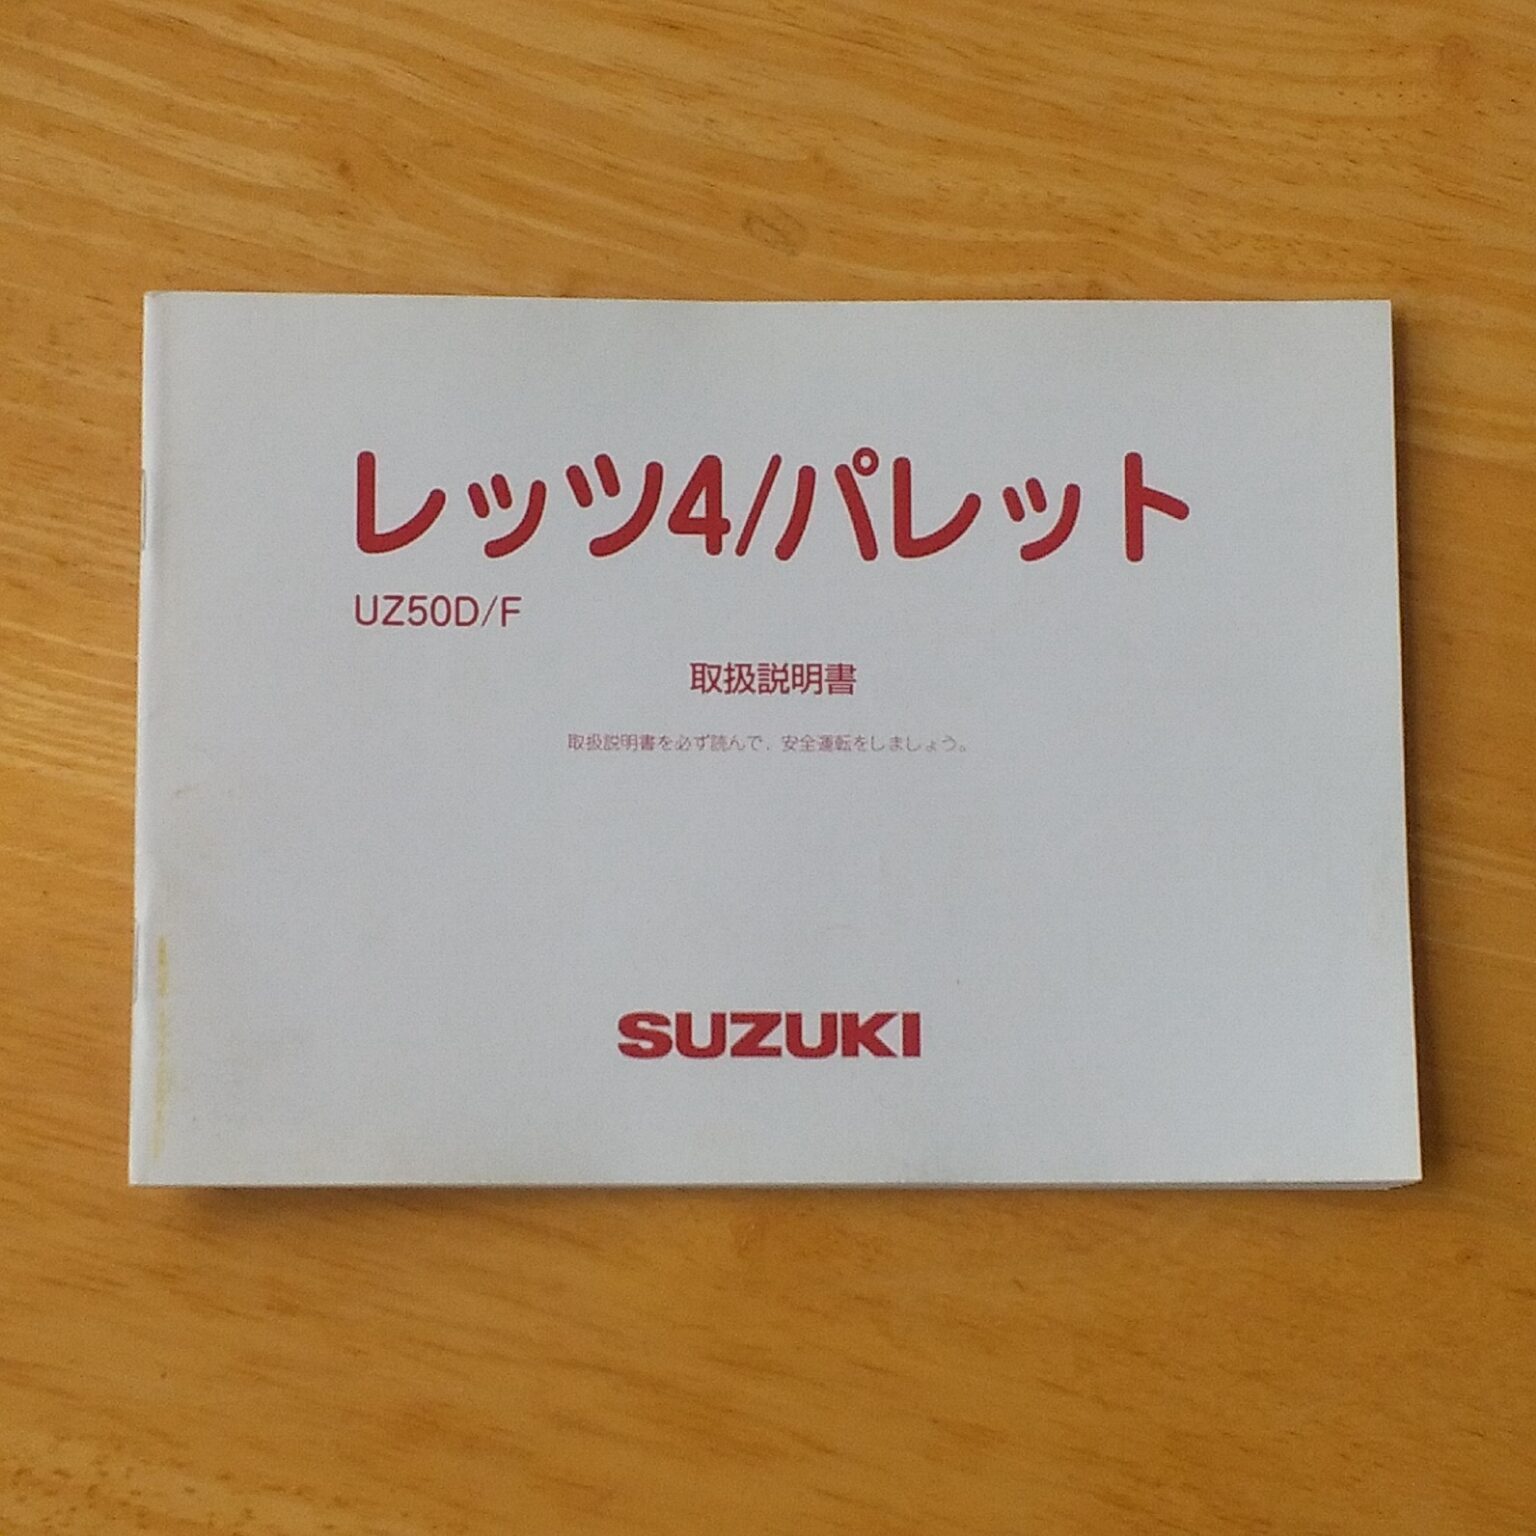 レッツ4/パレット
UZ50D/F
取扱説明書
取扱説明書を必ず読んで、安全運転をしましょう。
SUZUKI